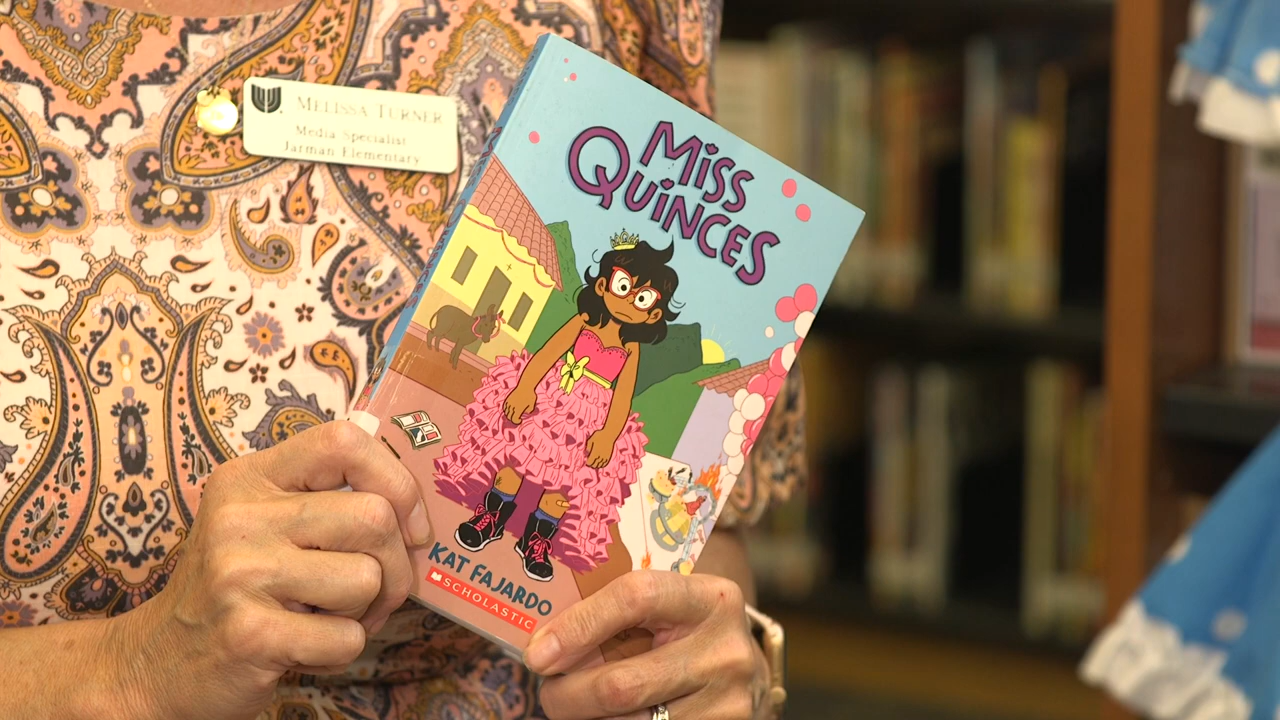 MELISSA TURNER
Media Specialist
Jarman Elementary
MiSS
QUiNCES
KAT FAJARDO
SCHOLASTIC